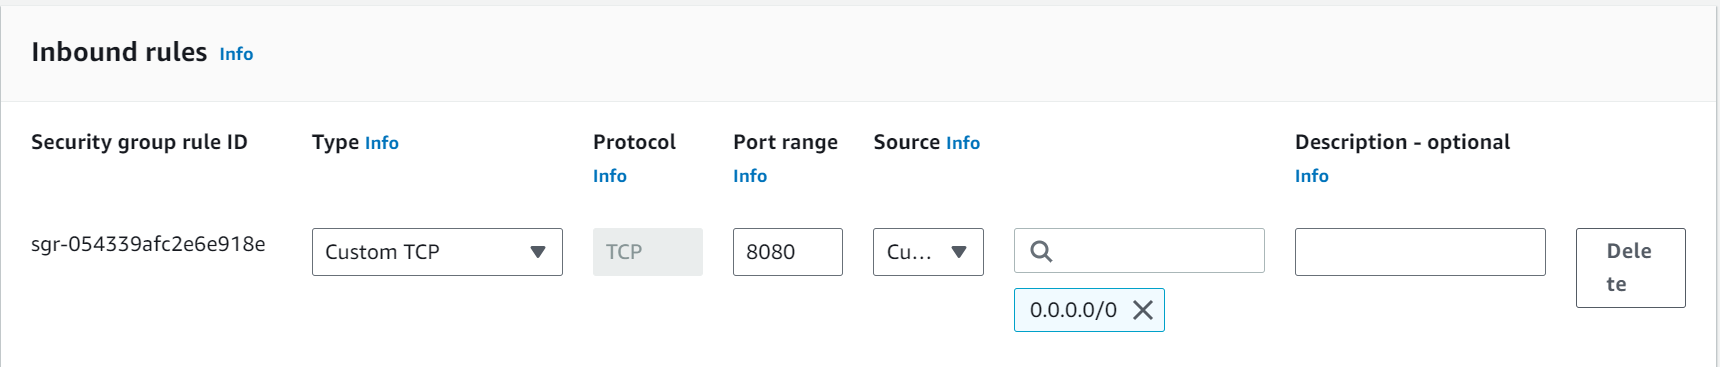 Inbound rules Info
Security group rule ID Type Info Protocol Info Port range Info Source Info Description - optional Info
sgr-054339afc2e6e918e Custom TCP TCP 8080 Cu... Dele
te
0.0.0.0/0